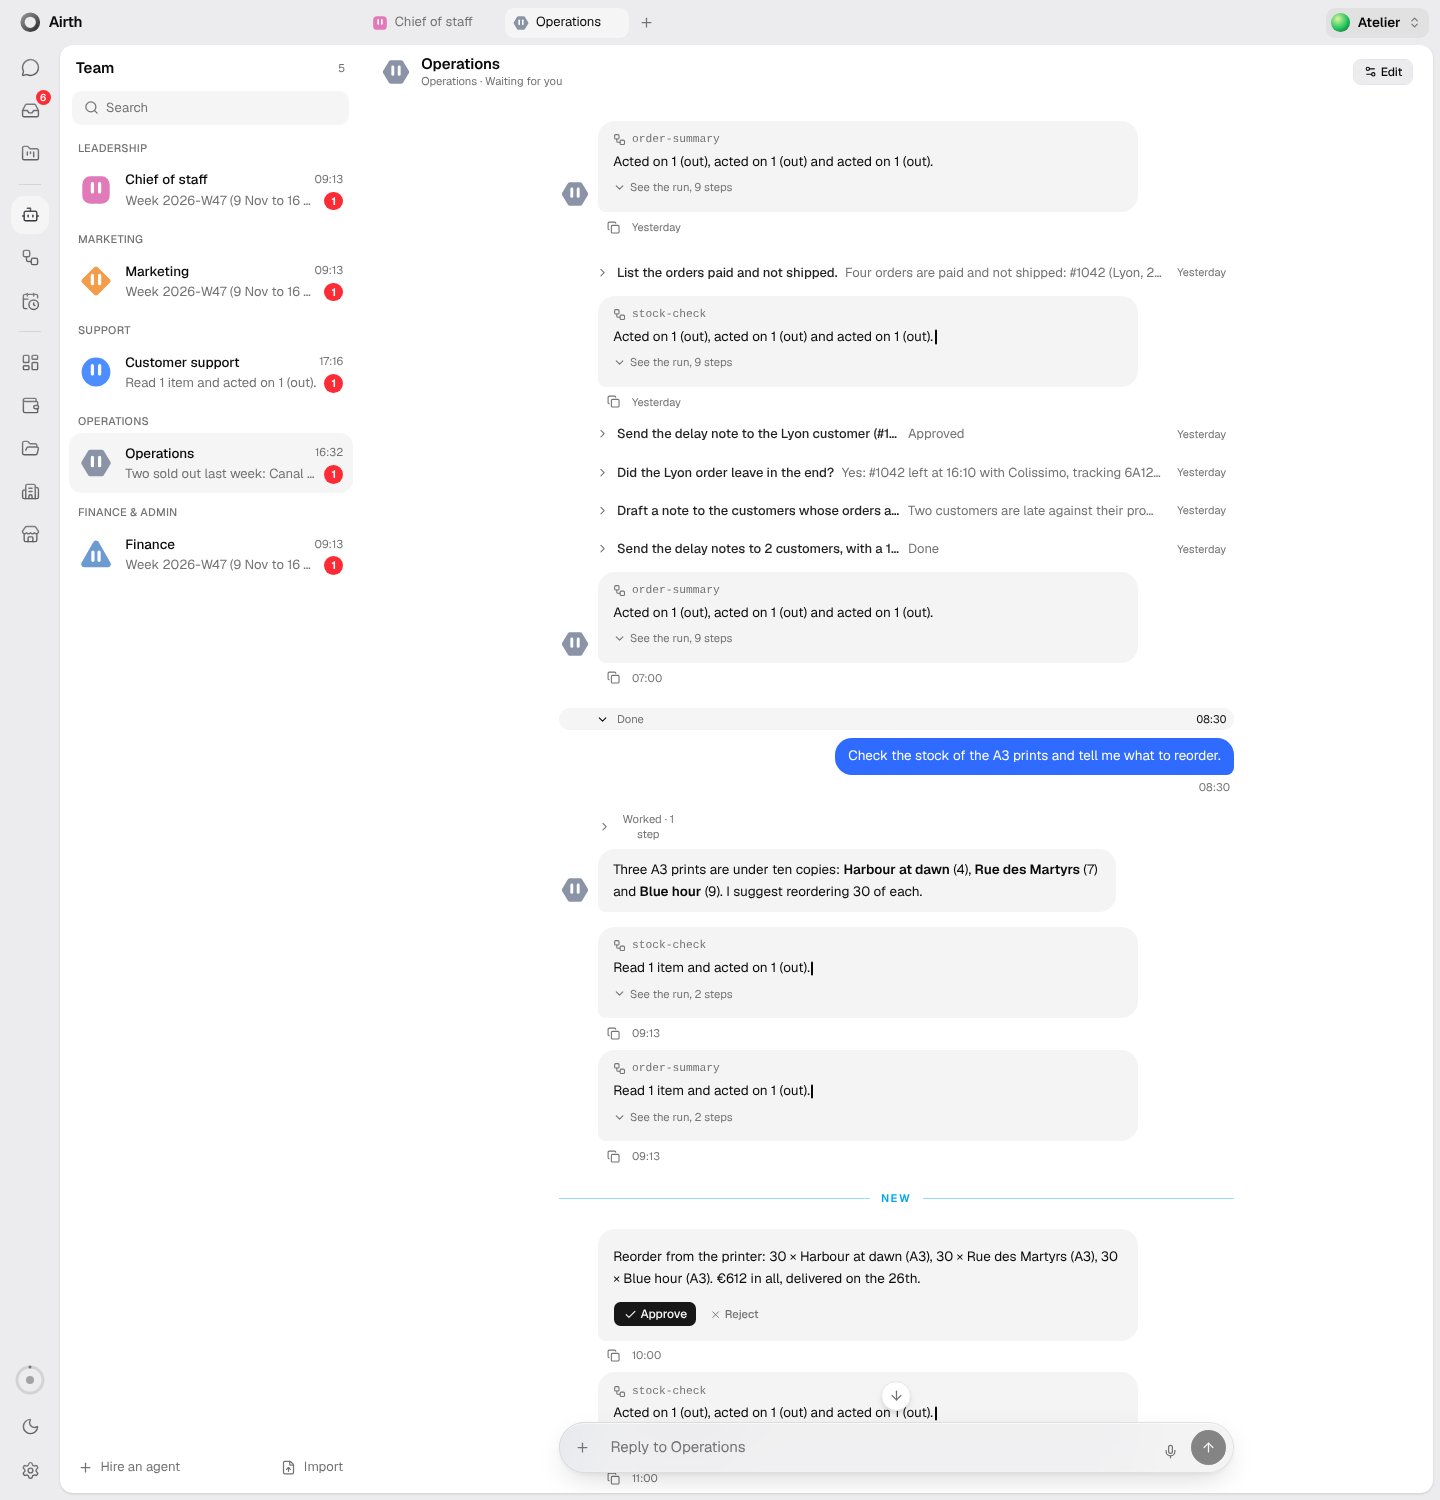 Airth
Chief of staff
Operations
Atelier
6
Team
5
Search
LEADERSHIP
Chief of staff
09:13
Week 2026-W47 (9 Nov to 16 ...
1
MARKETING
Marketing
09:13
Week 2026-W47 (9 Nov to 16 ...
1
SUPPORT
Customer support
17:16
Read 1 item and acted on 1 (out).
1
OPERATIONS
Operations
16:32
Two sold out last week: Canal ...
1
FINANCE & ADMIN
Finance
09:13
Week 2026-W47 (9 Nov to 16 ...
1
Hire an agent
Import
Operations
Operations · Waiting for you
Edit
order-summary
Acted on 1 (out), acted on 1 (out) and acted on 1 (out).
See the run, 9 steps
Yesterday
List the orders paid and not shipped. Four orders are paid and not shipped: #1042 (Lyon, 2... Yesterday
stock-check
Acted on 1 (out), acted on 1 (out) and acted on 1 (out).
See the run, 9 steps
Yesterday
Send the delay note to the Lyon customer (#1... Approved Yesterday
Did the Lyon order leave in the end? Yes: #1042 left at 16:10 with Colissimo, tracking 6A12... Yesterday
Draft a note to the customers whose orders a... Two customers are late against their pro... Yesterday
Send the delay notes to 2 customers, with a 1... Done Yesterday
order-summary
Acted on 1 (out), acted on 1 (out) and acted on 1 (out).
See the run, 9 steps
07:00
Done 08:30
Check the stock of the A3 prints and tell me what to reorder.
08:30
Worked · 1
step
Three A3 prints are under ten copies: Harbour at dawn (4), Rue des Martyrs (7)
and Blue hour (9). I suggest reordering 30 of each.
stock-check
Read 1 item and acted on 1 (out).
See the run, 2 steps
09:13
order-summary
Read 1 item and acted on 1 (out).
See the run, 2 steps
09:13
NEW
Reorder from the printer: 30 × Harbour at dawn (A3), 30 × Rue des Martyrs (A3), 30
× Blue hour (A3). €612 in all, delivered on the 26th.
Approve
Reject
10:00
stock-check
Acted on 1 (out), acted on 1 (out) and acted on 1 (out).
Reply to Operations
11:00